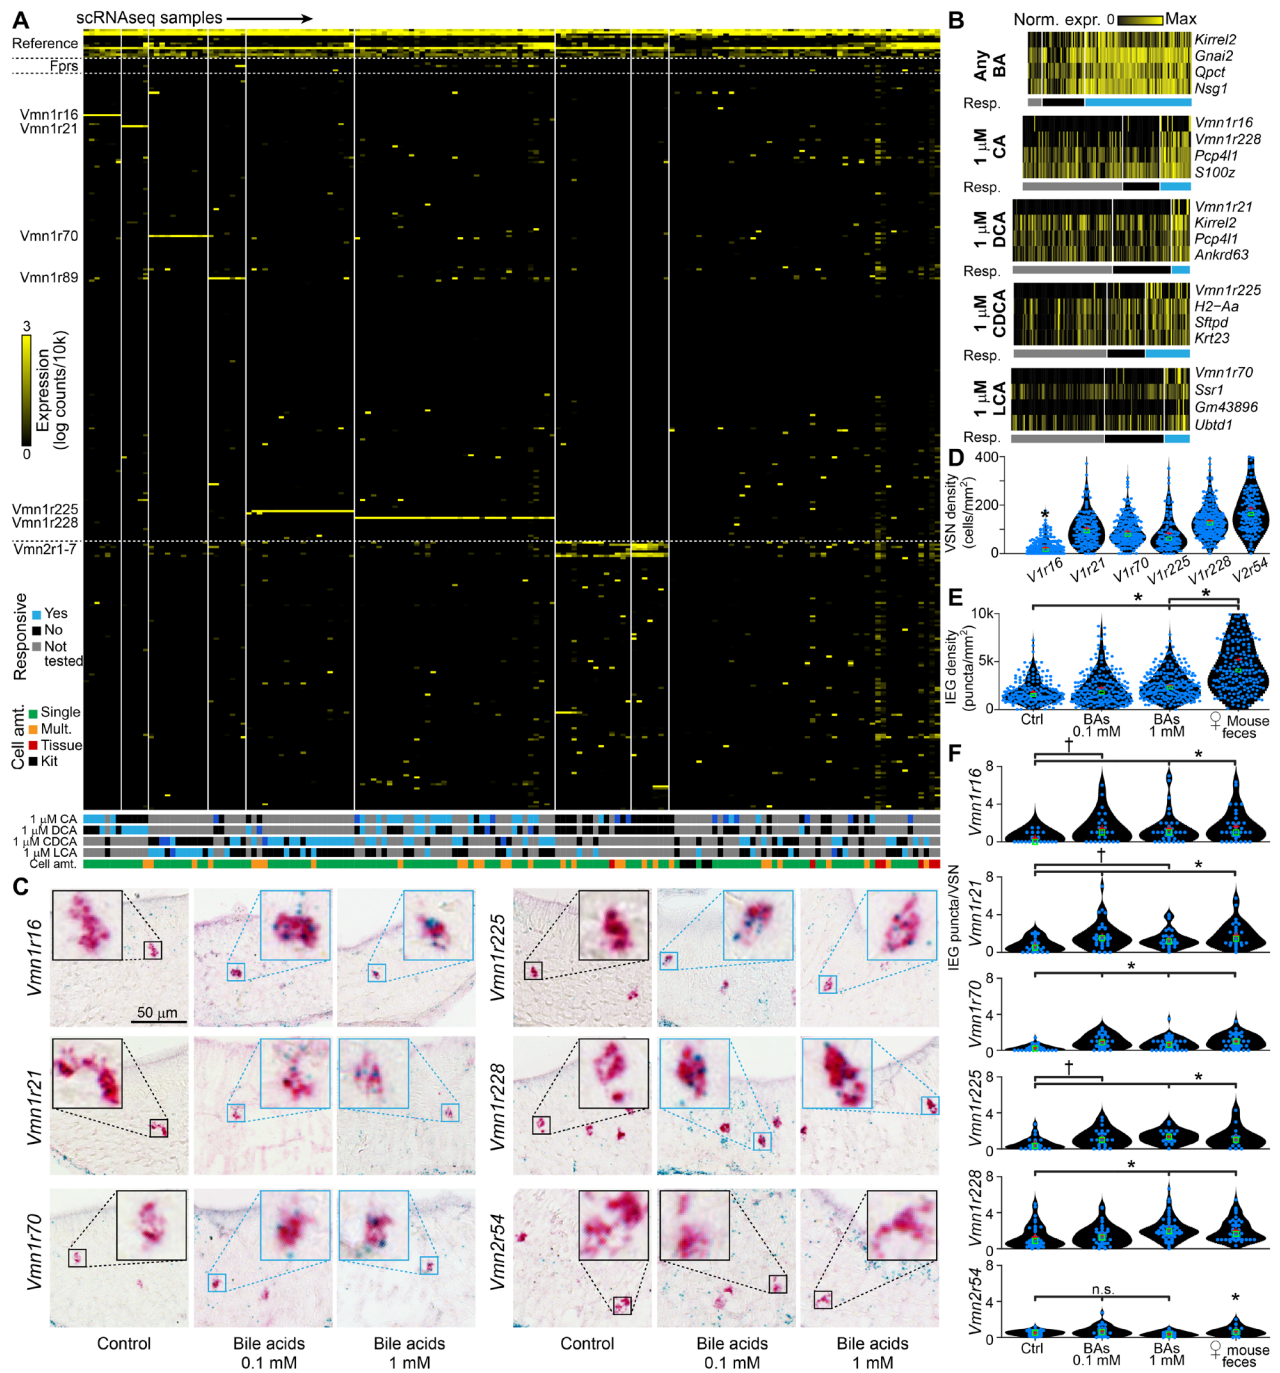 A
scRNAseq samples
Reference
Fprs
Vmn1r16
Vmn1r21
Vmn1r70
Vmn1r89
3
Expression
(log counts/10k)
0
Vmn1r225
Vmn1r228
Vmn2r1-7
Responsive
Yes
No
Not
tested
Cell amt.
Single
Mult.
Tissue
Kit
1 μM CA
1 μM DCA
1 μM CDCA
1 μM LCA
Cell amt.
B
Norm. expr. 0 Max
Any
BA
Kirrel2
Gnai2
Qpct
Nsg1
Resp.
1 μM
CA
Vmn1r16
Vmn1r228
Pcp4l1
S100z
Resp.
1 μM
DCA
Vmn1r21
Kirrel2
Pcp4l1
Ankrd63
Resp.
1 μM
CDCA
Vmn1r225
H2−Aa
Sftpd
Krt23
Resp.
1 μM
LCA
Vmn1r70
Ssr1
Gm43896
Ubtd1
Resp.
C
Vmn1r16
50 μm
Vmn1r225
Vmn1r21
Vmn1r228
Vmn1r70
Vmn2r54
Control
Bile acids
0.1 mM
Bile acids
1 mM
Control
Bile acids
0.1 mM
Bile acids
1 mM
D
VSN density
(cells/mm²)
400
200
0
*
V1r16
V1r21
V1r70
V1r225
V1r228
V2r54
E
IEG density
(puncta/mm²)
10k
5k
0
*
*
Ctrl
BAs
0.1 mM
BAs
1 mM
♀ Mouse
feces
F
IEG puncta/VSN
Vmn1r16
8
4
0
†
*
Vmn1r21
8
4
0
†
*
Vmn1r70
8
4
0
*
Vmn1r225
8
4
0
†
*
Vmn1r228
8
4
0
*
Vmn2r54
8
4
0
n.s.
*
Ctrl
BAs
0.1 mM
BAs
1 mM
♀ mouse
feces